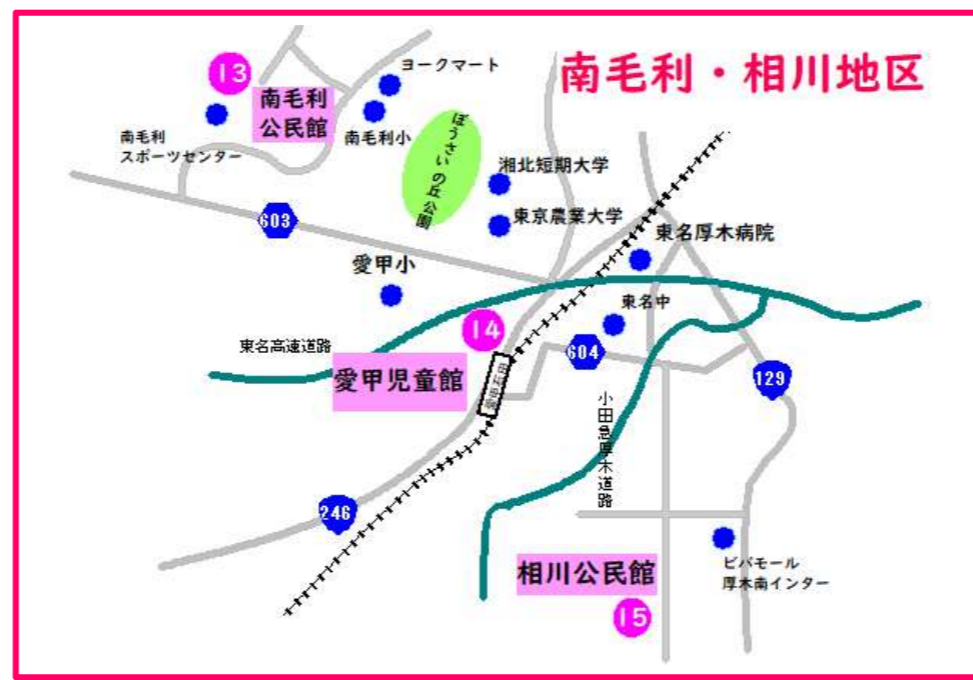 南毛利・相川地区
13
南毛利
公民館
ヨークマート
南毛利小
南毛利
スポーツセンター
ぼうさいの丘公園
湘北短期大学
東京農業大学
603
東名厚木病院
愛甲小
東名中
14
604
東名高速道路
愛甲児童館
愛甲石田
129
小田急厚木道路
246
相川公民館
15
ビバモール
厚木南インター